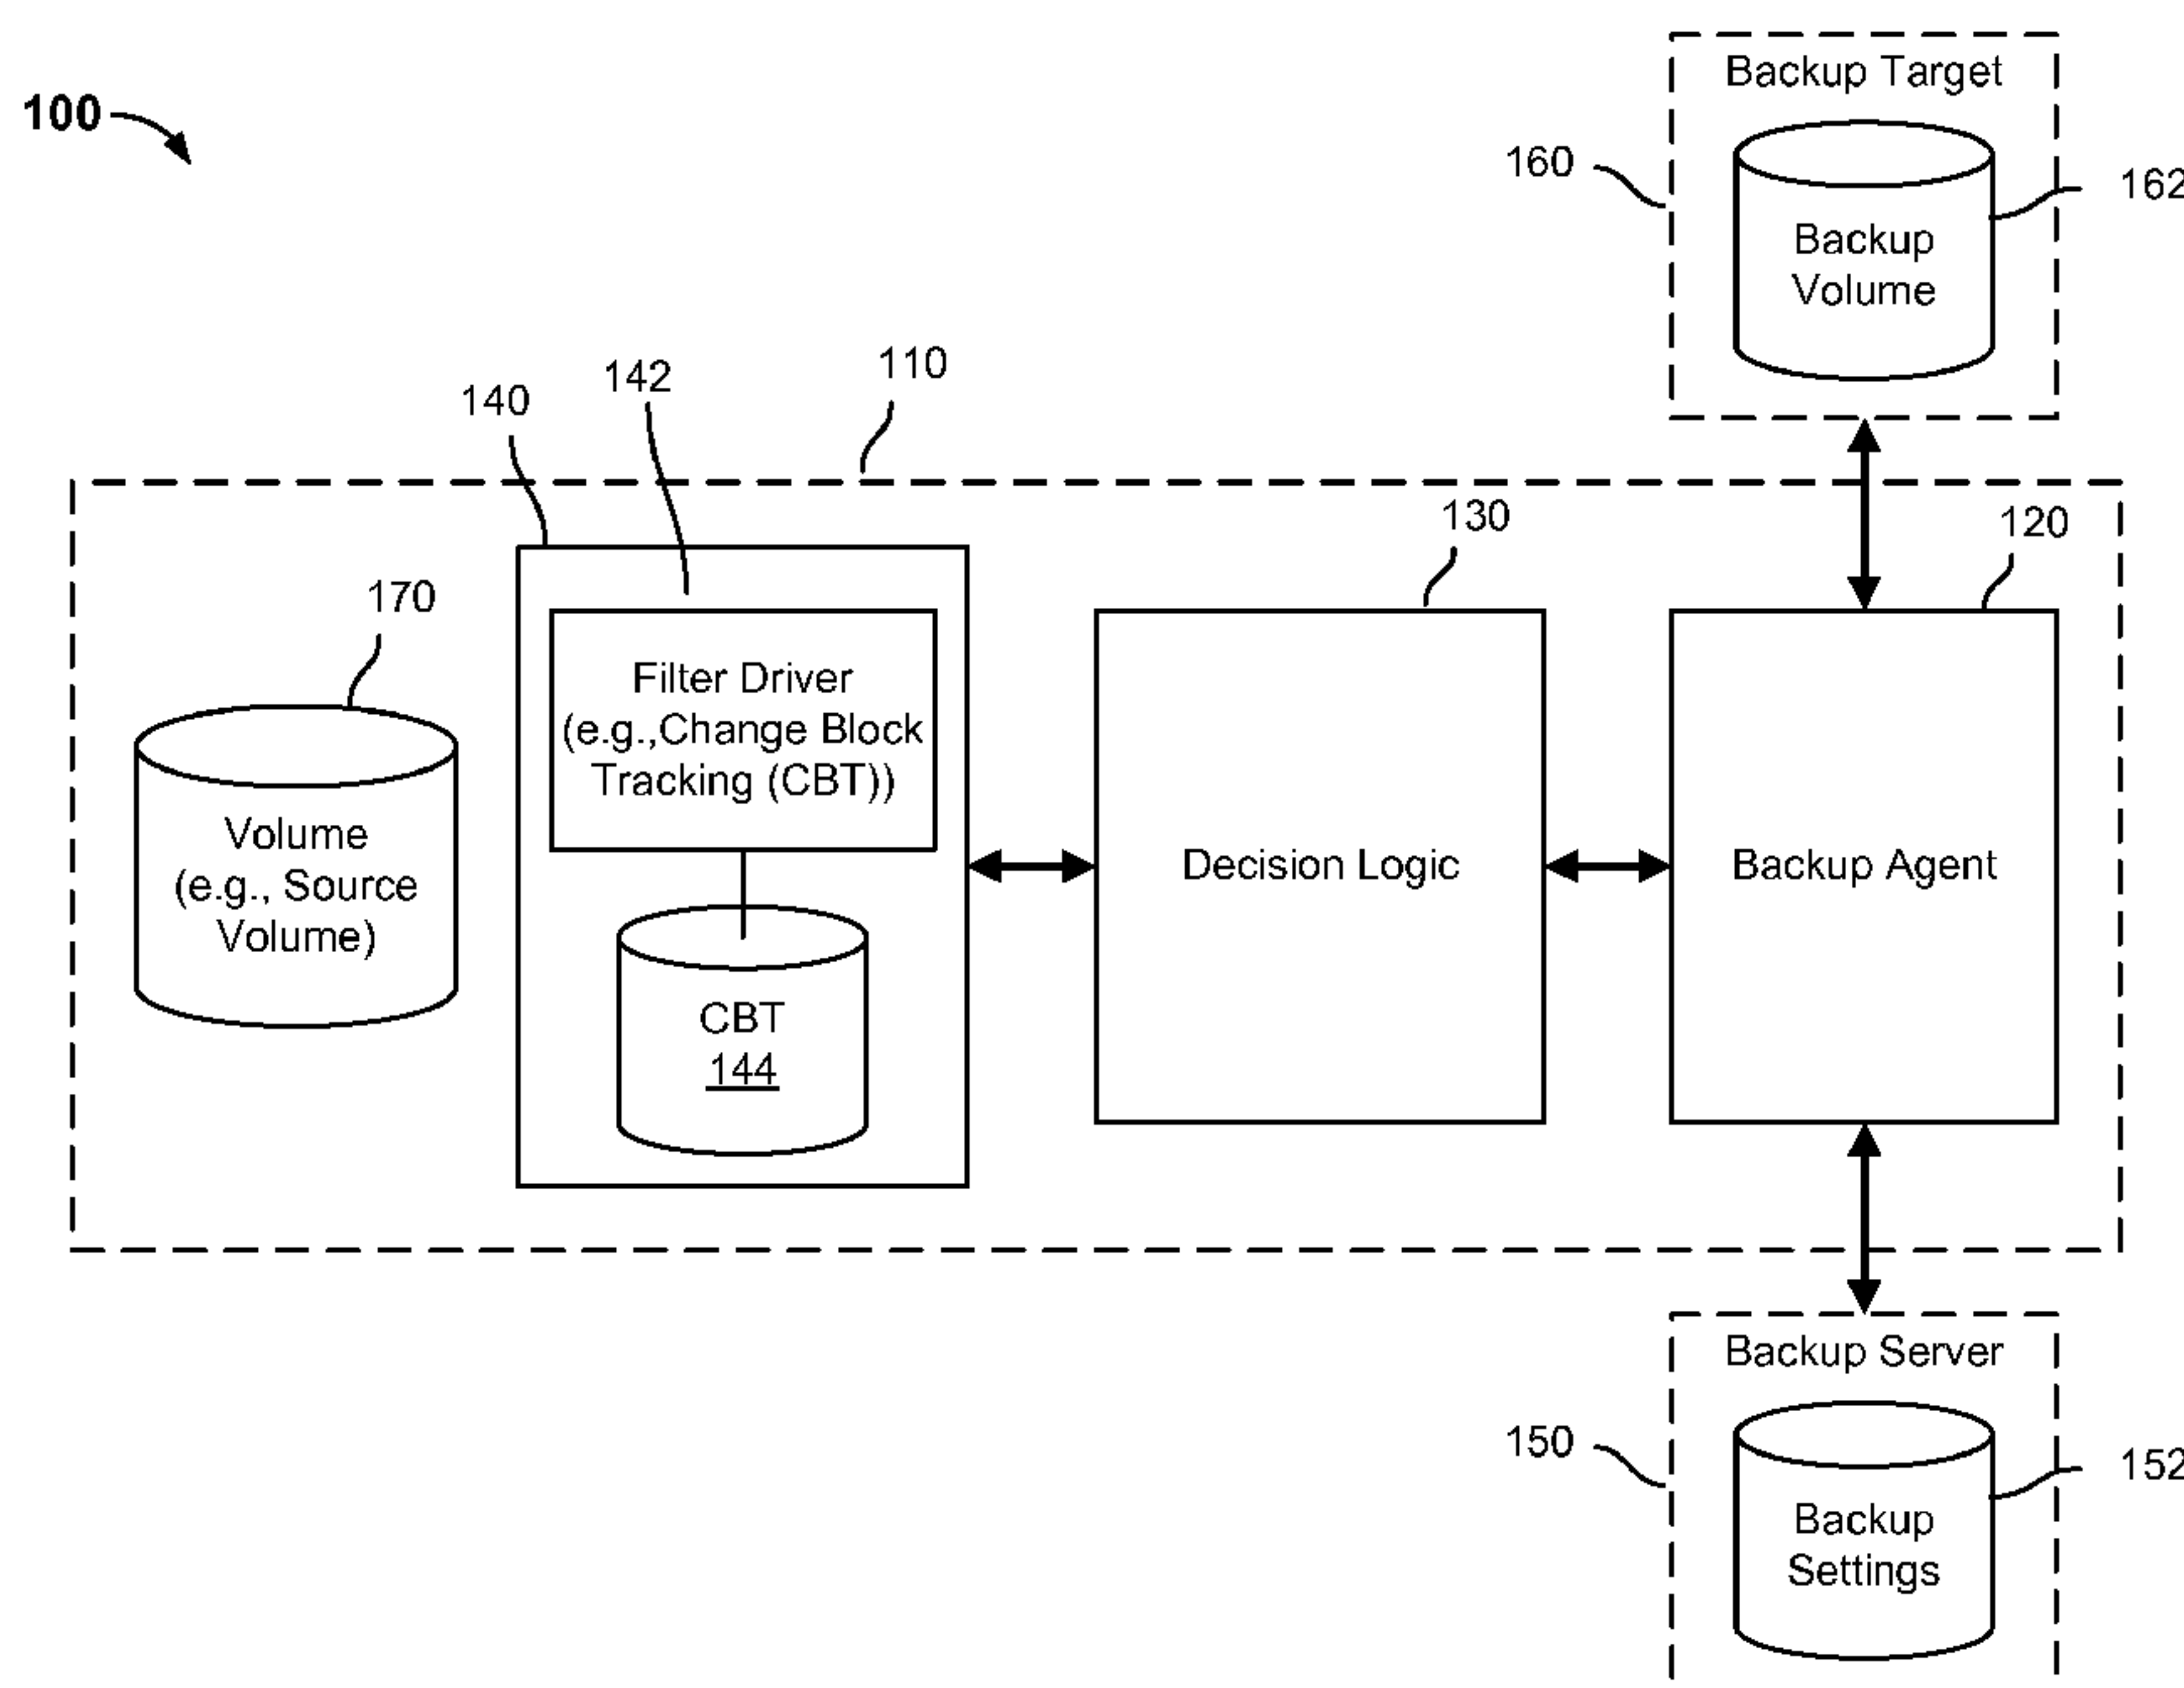 Backup Target
100
160
162
Backup
Volume
110
142
140
130
120
170
Filter Driver
(e.g.,Change Block
Tracking (CBT))
Volume
(e.g., Source
Volume)
Decision Logic
Backup Agent
CBT
144
Backup Server
150
152
Backup
Settings